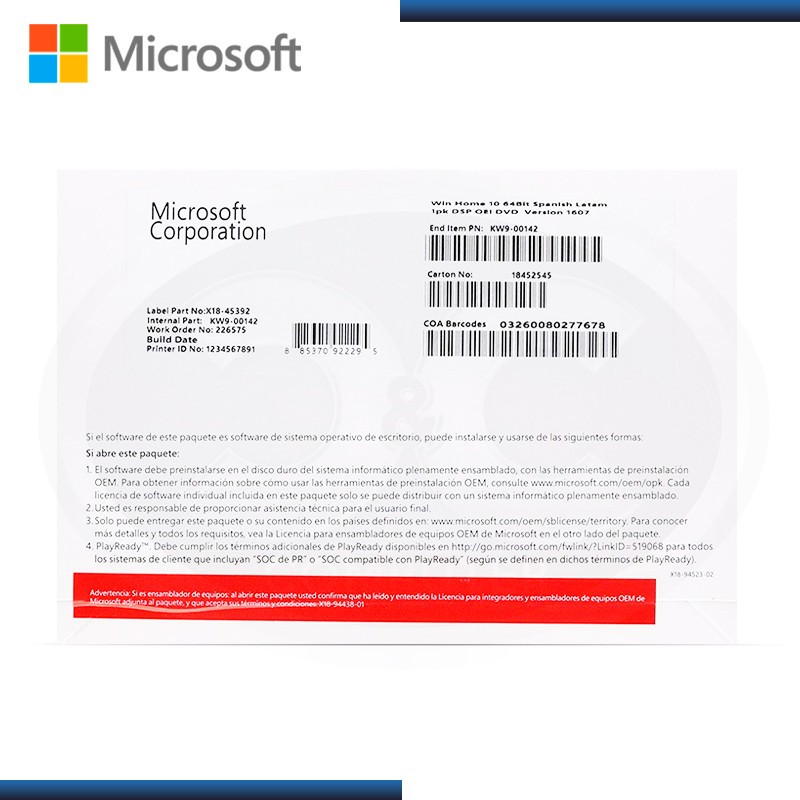 Microsoft
Microsoft
Corporation
Win Home 10 64Bit Spanish Latam
1pk DSP OEI DVD Version 1607
End Item PN: KW9-00142
Carton No: 18452545
COA Barcodes 03260080277678
Label Part No:X18-45392
Internal Part: KW9-00142
Work Order No: 226575
Build Date
Printer ID No: 1234567891
8 85370 92229 5
&
Si el software de este paquete es software de sistema operativo de escritorio, puede instalarse y usarse de las siguientes formas:
Si abre este paquete:
1. El software debe preinstalarse en el disco duro del sistema informático plenamente ensamblado, con las herramientas de preinstalación
OEM. Para obtener información sobre cómo usar las herramientas de preinstalación OEM, consulte www.microsoft.com/oem/opk. Cada
licencia de software individual incluida en este paquete solo se puede distribuir con un sistema informático plenamente ensamblado.
2. Usted es responsable de proporcionar asistencia técnica para el usuario final.
3. Solo puede entregar este paquete o su contenido en los paises definidos en: www.microsoft.com/oem/sblicense/territory. Para conocer
más detalles y todos los requisitos, vea la Licencia para ensambladores de equipos OEM de Microsoft en el otro lado del paquete.
4. PlayReady™. Debe cumplir los términos adicionales de PlayReady disponibles en http://go.microsoft.com/fwlink/?LinkID=519068 para todos
los sistemas de cliente que incluyan “SOC de PR” o “SOC compatible con PlayReady” (según se definen en dichos términos de PlayReady).
X18-94523-02
Advertencia: Si es ensamblador de equipos: al abrir este paquete usted confirma que ha leído y entendido la Licencia para integradores y ensambladores de equipos OEM de
Microsoft adjunta al paquete, y que acepta sus términos y condiciones: X18-94438-01